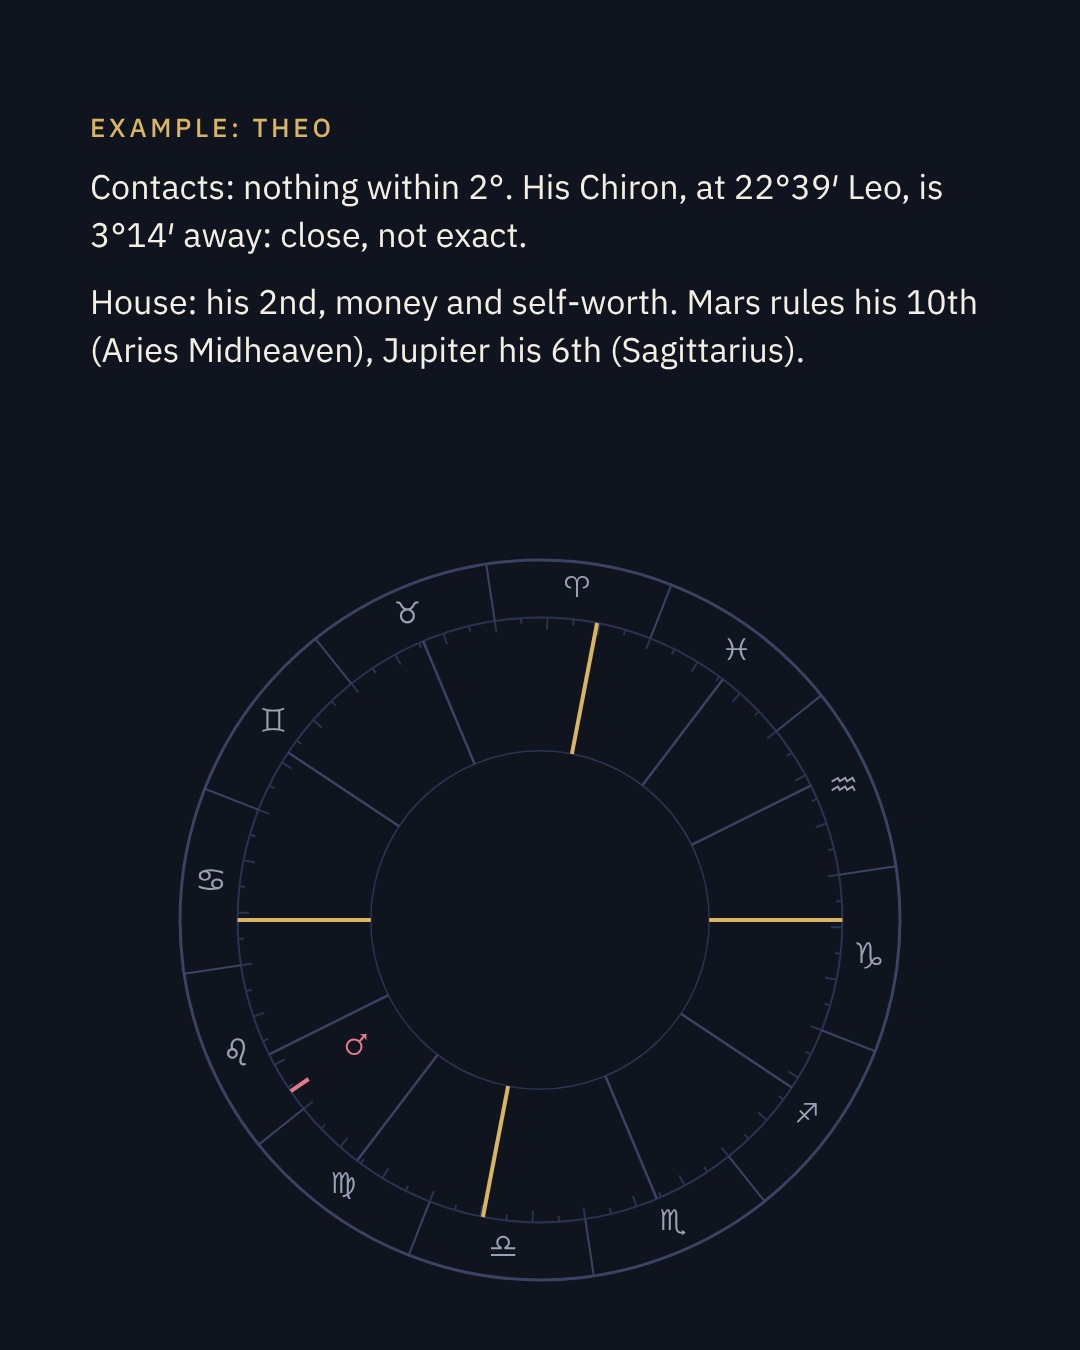 EXAMPLE: THEO
Contacts: nothing within 2°. His Chiron, at 22°39′ Leo, is
3°14′ away: close, not exact.
House: his 2nd, money and self-worth. Mars rules his 10th
(Aries Midheaven), Jupiter his 6th (Sagittarius).
♈
♉
♓
♊
♒
♋
♑
♌
♂
♐
♍
♏
♎